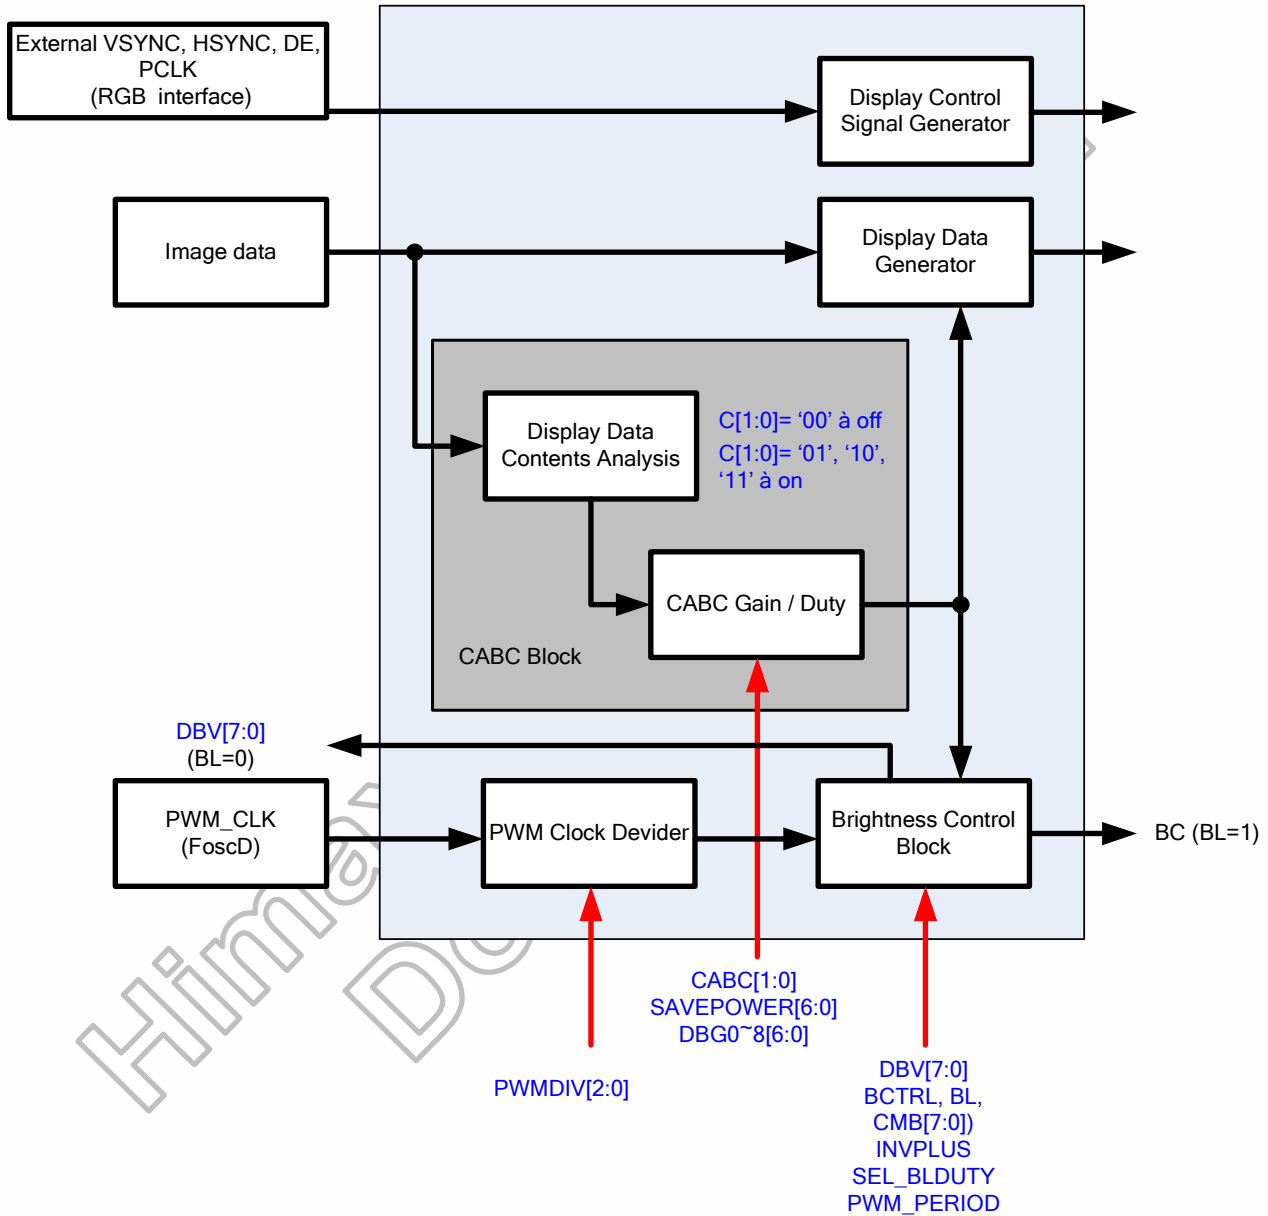 External VSYNC, HSYNC, DE,
PCLK
(RGB  interface)
Display Control
Signal Generator
Image data
Display Data
Generator
Display Data
Contents Analysis
C[1:0]= ‘00’ à off
C[1:0]= ‘01’, ‘10’,
‘11’ à on
CABC Gain / Duty
CABC Block
DBV[7:0]
(BL=0)
PWM_CLK
(FoscD)
PWM Clock Devider
Brightness Control
Block
BC (BL=1)
CABC[1:0]
SAVEPOWER[6:0]
DBG0~8[6:0]
PWMDIV[2:0]
DBV[7:0]
BCTRL, BL,
CMB[7:0])
INVPLUS
SEL_BLDUTY
PWM_PERIOD
Himax